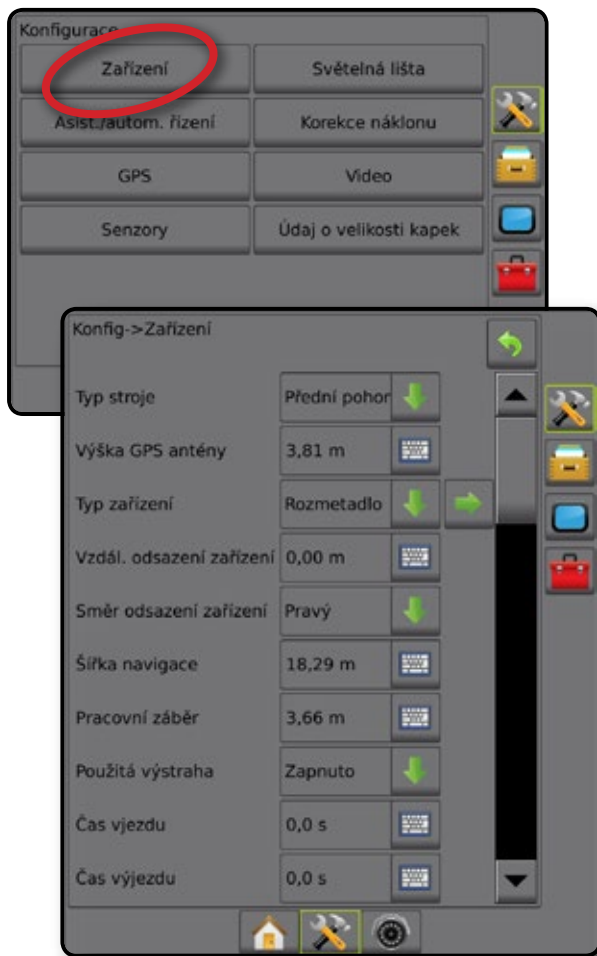 Konfigurace
Zařízení Světelná lišta
Asist./autom. řízení Korekce náklonu
GPS Video
Senzory Údaj o velikosti kapek
Konfig->Zařízení
Typ stroje Přední pohor
Výška GPS antény 3,81 m
Typ zařízení Rozmetadlo
Vzdál. odsazení zařízení 0,00 m
Směr odsazení zařízení Pravý
Šířka navigace 18,29 m
Pracovní záběr 3,66 m
Použitá výstraha Zapnuto
Čas vjezdu 0,0 s
Čas výjezdu 0,0 s